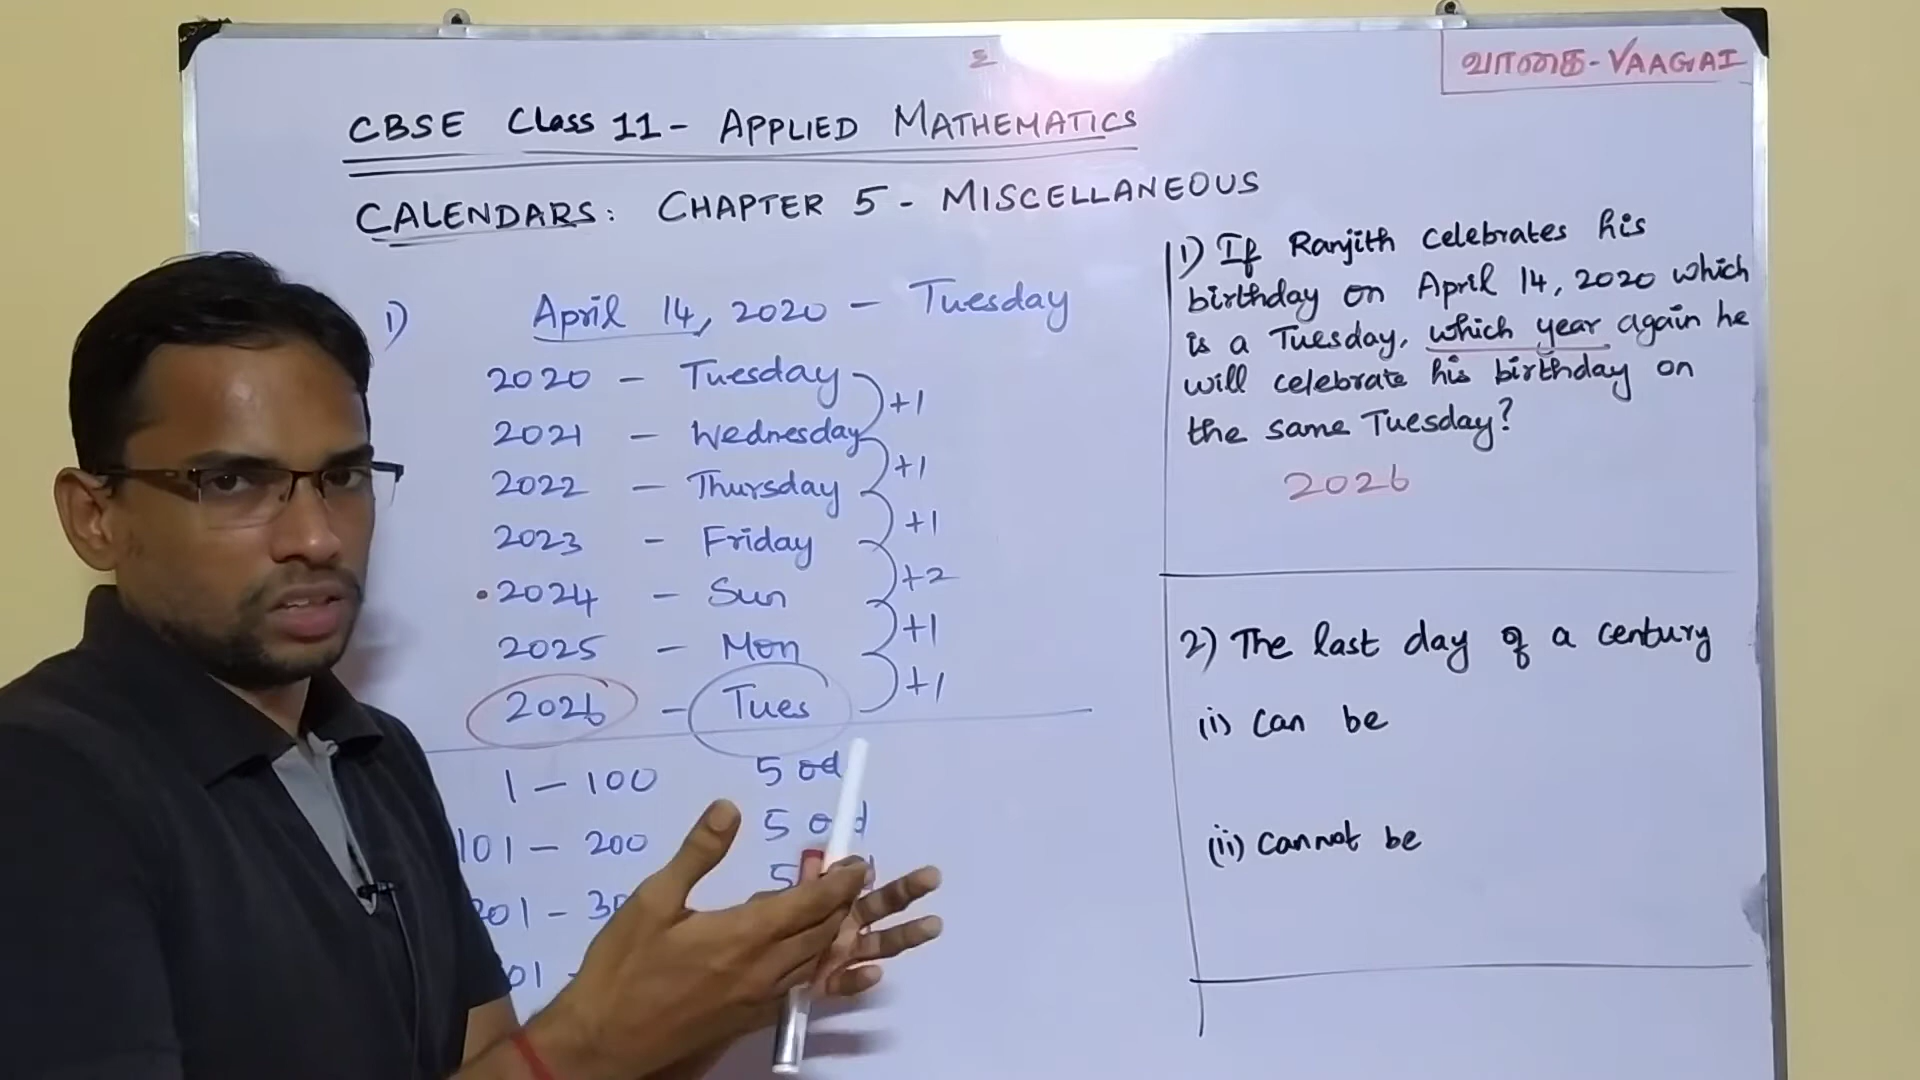 வாகை-VAAGAI
CBSE Class 11 - APPLIED MATHEMATICS
CALENDARS: CHAPTER 5 - MISCELLANEOUS
1) April 14, 2020 - Tuesday
2020 - Tuesday
+1
2021 - Wednesday
+1
2022 - Thursday
+1
2023 - Friday
+2
2024 - Sun
+1
2025 - Mon
+1
2026 - Tues
1 - 100 5 od
101 - 200 5
5
1) If Ranjith celebrates his
birthday on April 14, 2020 which
is a Tuesday, which year again he
will celebrate his birthday on
the same Tuesday?
2026
2) The last day of a century
(i) can be
(ii) cannot be